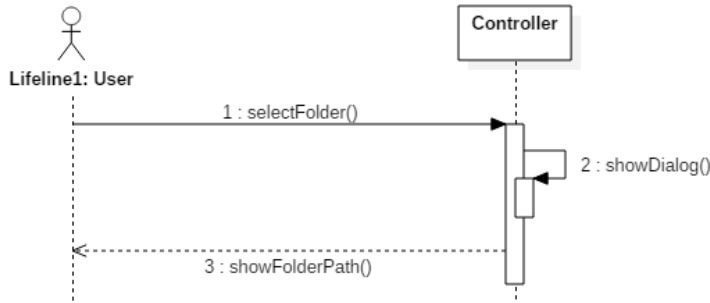 Controller
Lifeline1: User
1 : selectFolder()
2 : showDialog()
3 : showFolderPath()